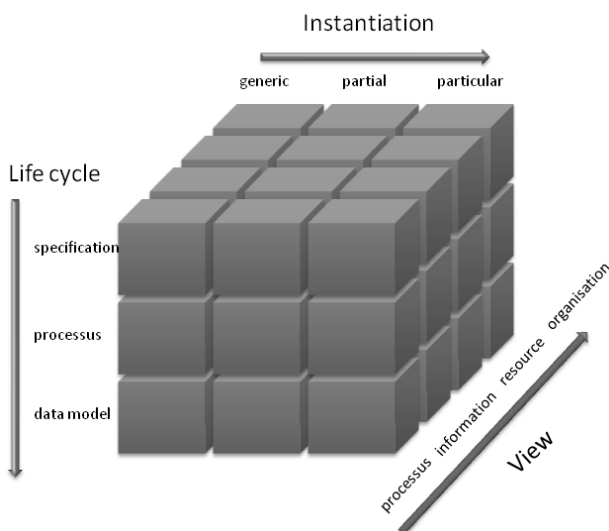 Instantiation
generic partial particular
Life cycle
specification
processus
data model
processus information resource organisation
View